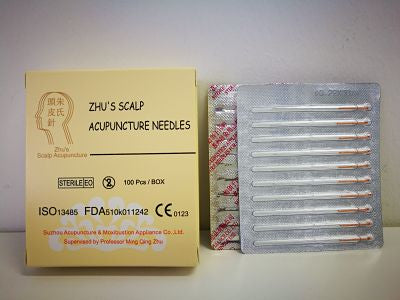 ZHU'S SCALP
ACUPUNCTURE NEEDLES
朱氏
頭皮針
Zhu's
Scalp Acupuncture
STERILE EO
2
100 Pcs / BOX
ISO13485 FDA510k011242 CE0123
Suzhou Acupuncture & Moxibustion Appliance Co., Ltd.
Supervised by Professor Ming Qing Zhu